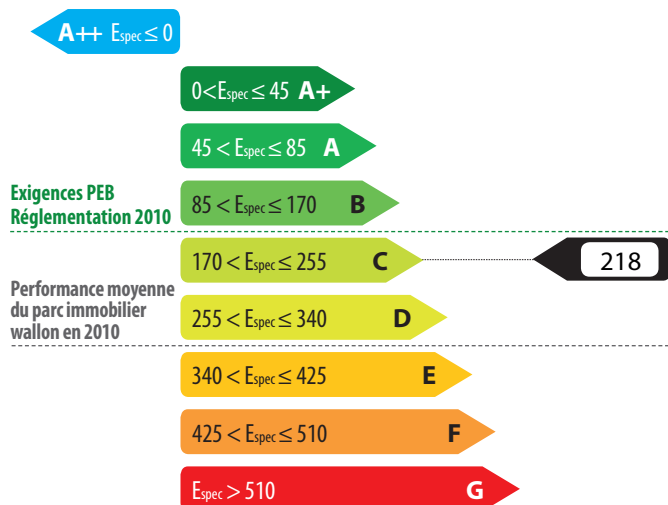 A++ Espec ≤ 0
0<Espec ≤ 45 A+
45 < Espec ≤ 85 A
Exigences PEB
Réglementation 2010
85 < Espec ≤ 170 B
170 < Espec ≤ 255 C
218
Performance moyenne
du parc immobilier
wallon en 2010
255 < Espec ≤ 340 D
340 < Espec ≤ 425 E
425 < Espec ≤ 510 F
Espec > 510 G